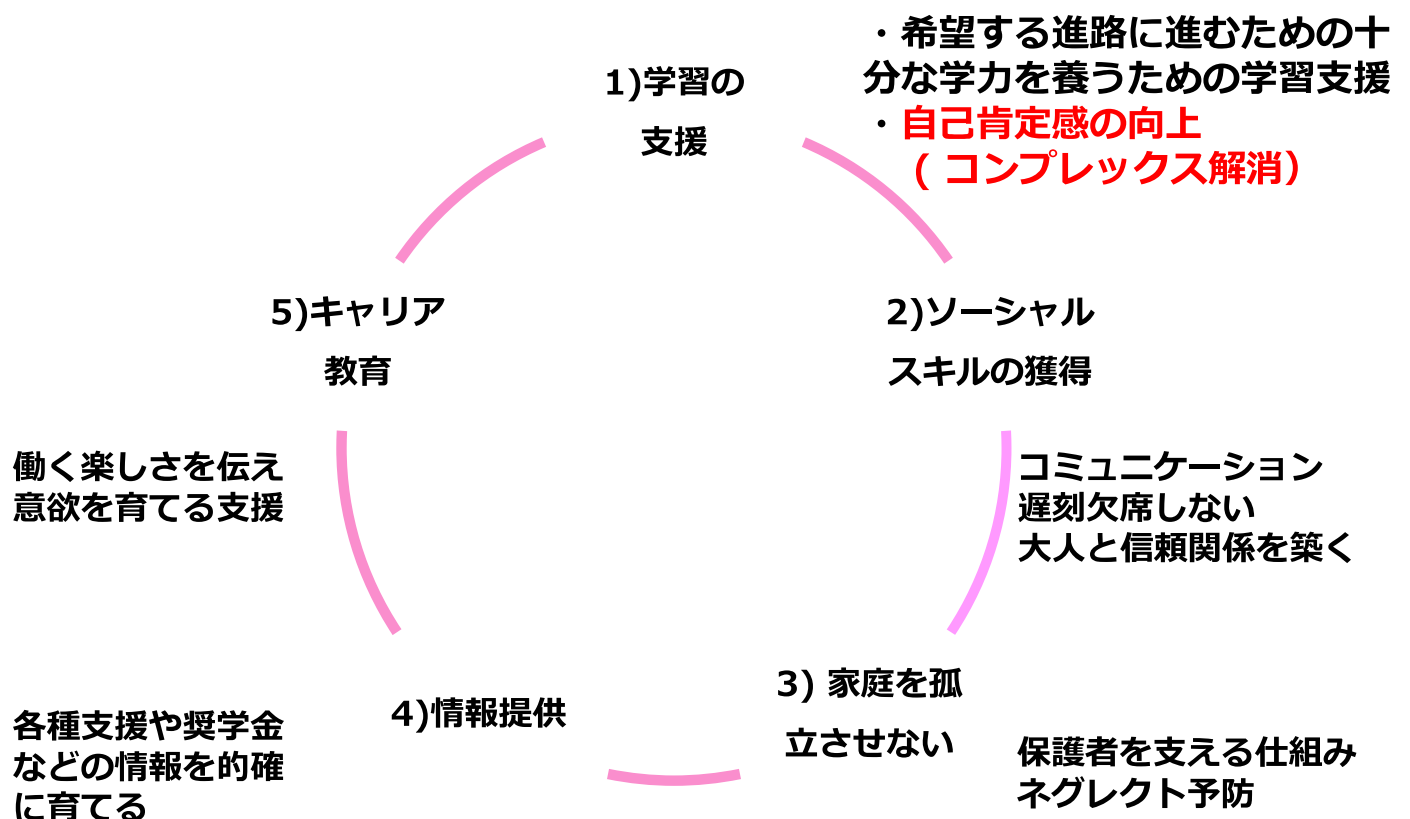 1)学習の
支援
・希望する進路に進むための十
分な学力を養うための学習支援
・自己肯定感の向上
( コンプレックス解消）
2)ソーシャル
スキルの獲得
コミュニケーション
遅刻欠席しない
大人と信頼関係を築く
3) 家庭を孤
立させない
保護者を支える仕組み
ネグレクト予防
4)情報提供
各種支援や奨学金
などの情報を的確
に育てる
5)キャリア
教育
働く楽しさを伝え
意欲を育てる支援